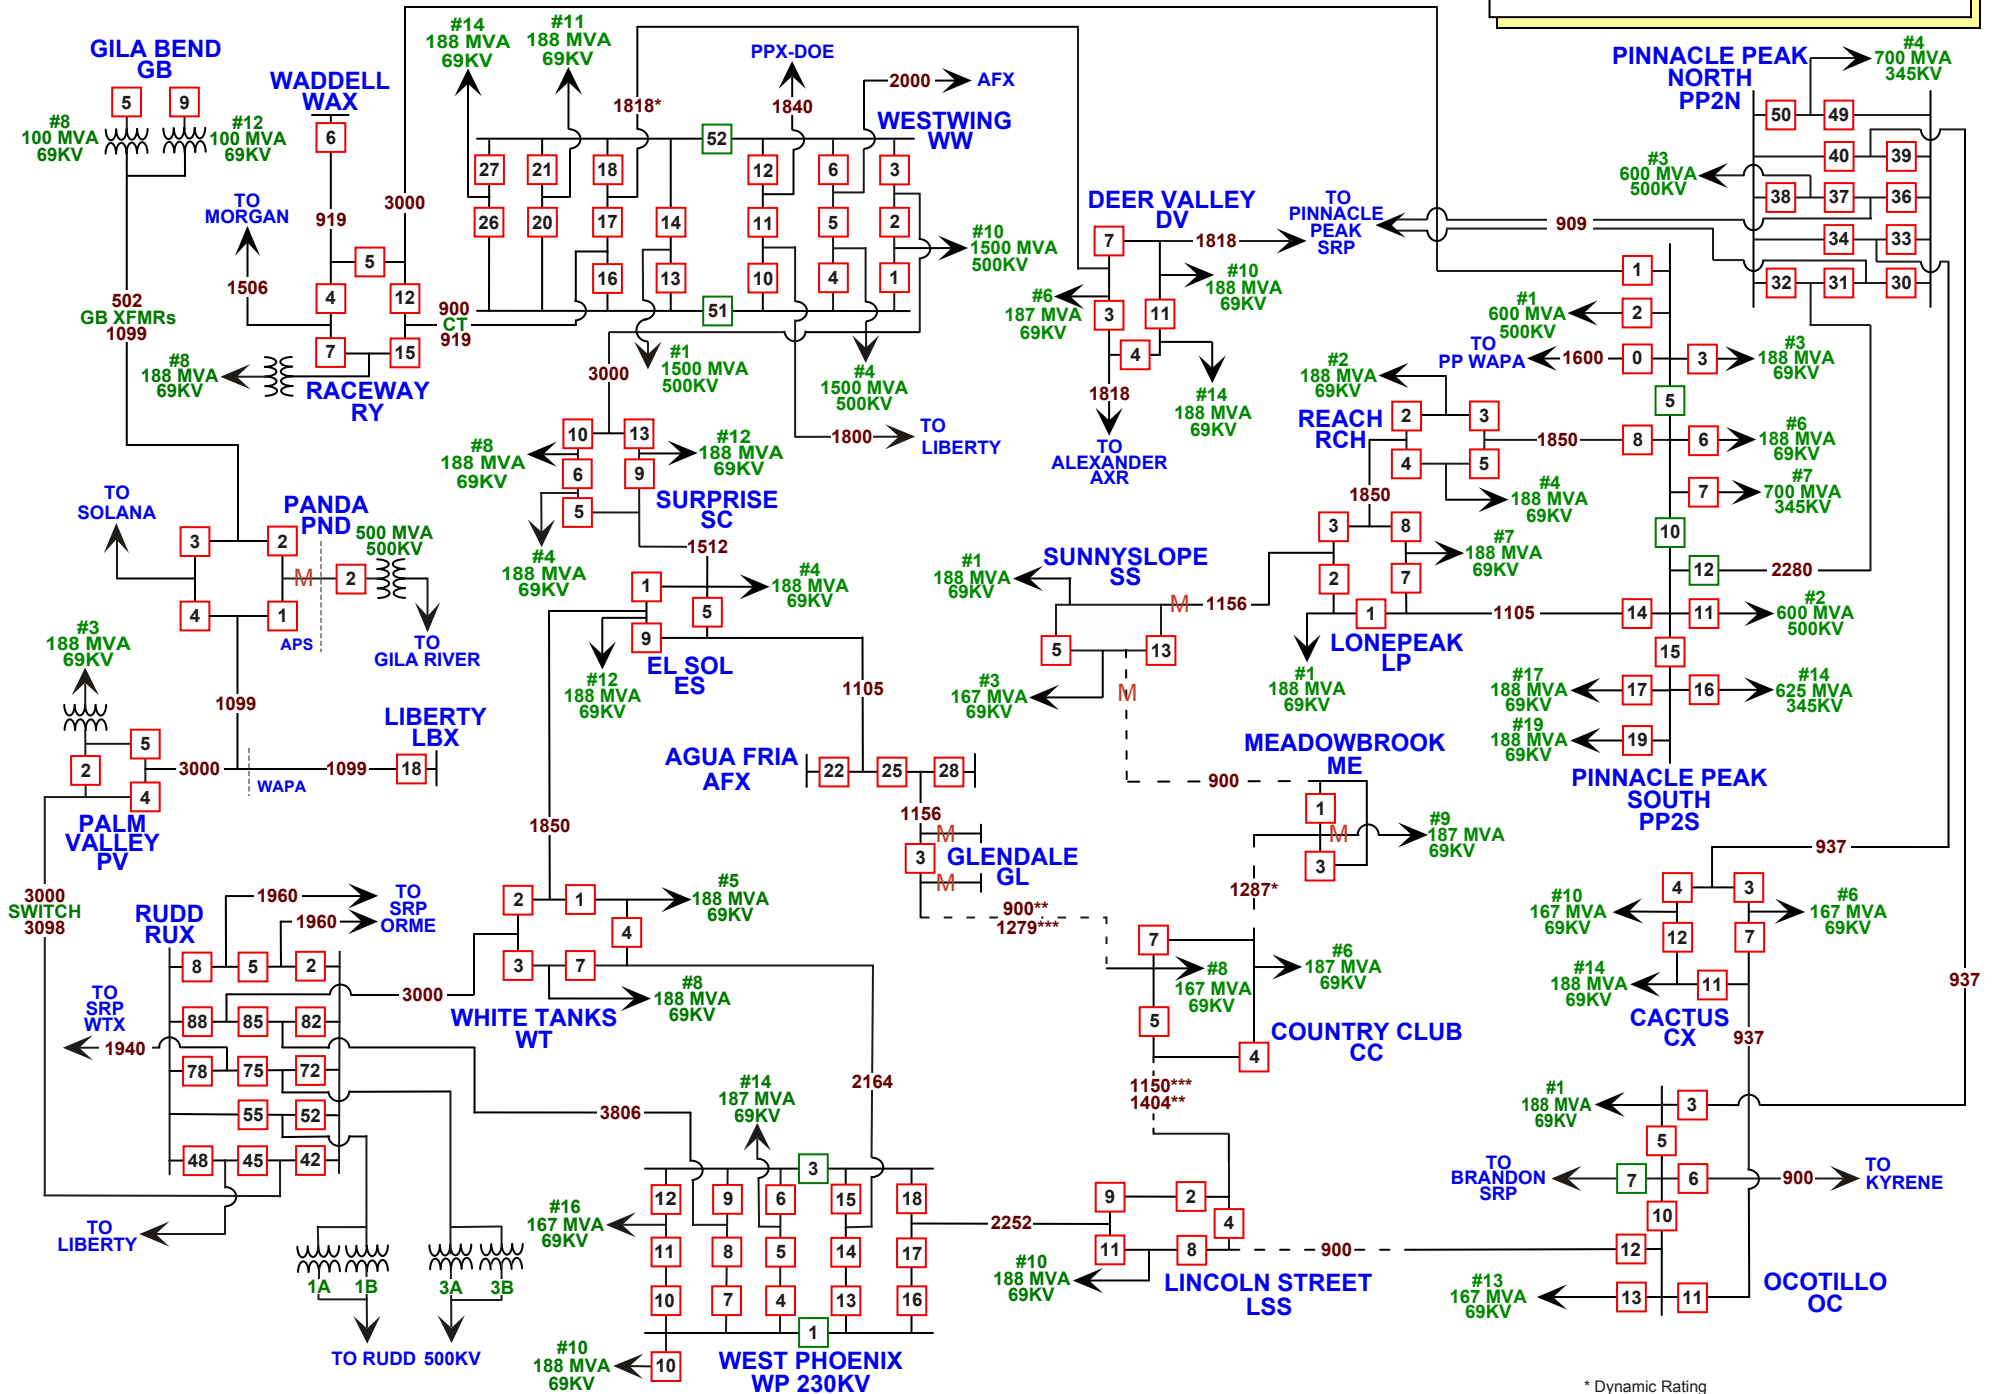 GILA BEND
GB
5
9
#8
100 MVA
69KV
#12
100 MVA
69KV
502
GB XFMRs
1099
WADDELL
WAX
6
919
TO
MORGAN
1506
3000
5
4
12
7
15
#8
188 MVA
69KV
RACEWAY
RY
900
CT
919
#14
188 MVA
69KV
#11
188 MVA
69KV
1818*
PPX-DOE
1840
2000
AFX
WESTWING
WW
52
27
21
18
12
6
3
26
20
17
14
11
5
2
16
13
10
4
1
51
#10
1500 MVA
500KV
#1
1500 MVA
500KV
#4
1500 MVA
500KV
3000
1800
TO
LIBERTY
DEER VALLEY
DV
7
1818
TO
PINNACLE
PEAK
SRP
909
#10
188 MVA
69KV
#6
187 MVA
69KV
3
11
4
#14
188 MVA
69KV
1818
TO
ALEXANDER
AXR
PINNACLE PEAK
NORTH
PP2N
#4
700 MVA
345KV
50
49
40
39
#3
600 MVA
500KV
38
37
36
34
33
32
31
30
1
#1
600 MVA
500KV
2
TO
PP WAPA
1600
0
3
#3
188 MVA
69KV
5
8
6
#6
188 MVA
69KV
7
#7
700 MVA
345KV
10
12
2280
14
11
#2
600 MVA
500KV
15
#17
188 MVA
69KV
17
16
#14
625 MVA
345KV
#19
188 MVA
69KV
19
PINNACLE PEAK
SOUTH
PP2S
#2
188 MVA
69KV
REACH
RCH
2
3
4
5
1850
#4
188 MVA
69KV
1850
3
8
#7
188 MVA
69KV
2
7
1
1105
LONEPEAK
LP
#1
188 MVA
69KV
SUNNYSLOPE
SS
#1
188 MVA
69KV
M
1156
5
13
#3
167 MVA
69KV
M
900
10
13
#8
188 MVA
69KV
#12
188 MVA
69KV
6
9
5
SURPRISE
SC
#4
188 MVA
69KV
1512
1
#4
188 MVA
69KV
5
9
EL SOL
ES
#12
188 MVA
69KV
1105
1850
TO
SOLANA
PANDA
PND
500 MVA
500KV
3
2
M
2
4
1
APS
TO
GILA RIVER
#3
188 MVA
69KV
1099
LIBERTY
LBX
5
2
3000
1099
18
4
WAPA
PALM
VALLEY
PV
3000
SWITCH
3098
AGUA FRIA
AFX
22
25
28
1156
M
3
GLENDALE
GL
M
900**
1279***
MEADOWBROOK
ME
1
M
#9
187 MVA
69KV
3
1287*
7
#8
167 MVA
69KV
#6
187 MVA
69KV
5
4
COUNTRY CLUB
CC
1150***
1404**
RUDD
RUX
1960
TO
SRP
ORME
1960
8
5
2
3000
TO
SRP
WTX
88
85
82
1940
78
75
72
55
52
48
45
42
TO
LIBERTY
1A
1B
3A
3B
TO RUDD 500KV
2
1
#5
188 MVA
69KV
4
3
7
#8
188 MVA
69KV
WHITE TANKS
WT
2164
3806
#14
187 MVA
69KV
3
12
9
6
15
18
#16
167 MVA
69KV
11
8
5
14
17
10
7
4
13
16
1
#10
188 MVA
69KV
10
WEST PHOENIX
WP 230KV
2252
9
2
4
11
8
#10
188 MVA
69KV
LINCOLN STREET
LSS
900
937
4
3
#10
167 MVA
69KV
#6
167 MVA
69KV
12
7
#14
188 MVA
69KV
11
CACTUS
CX
937
937
#1
188 MVA
69KV
3
5
TO
BRANDON
SRP
7
6
900
TO
KYRENE
10
12
#13
167 MVA
69KV
13
11
OCOTILLO
OC
* Dynamic Rating